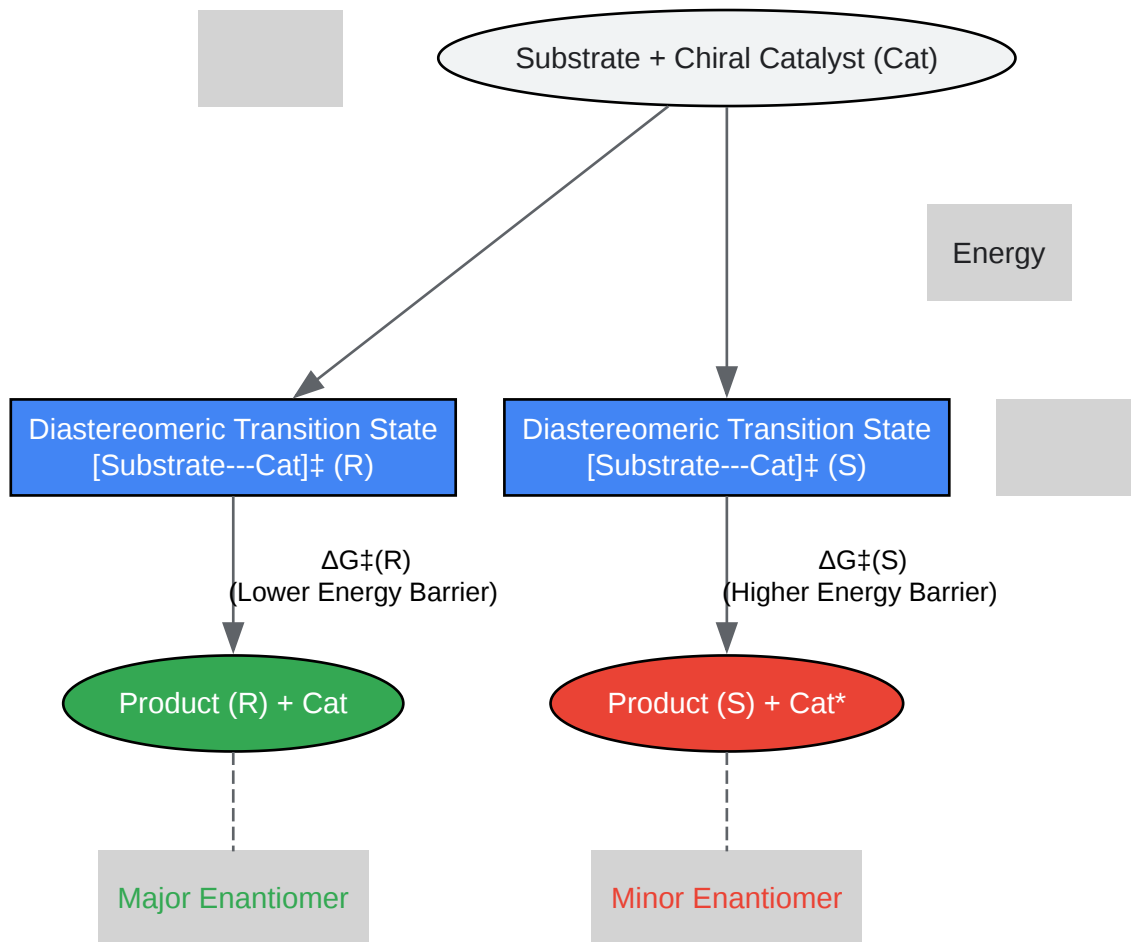 Substrate + Chiral Catalyst (Cat)
Energy
Diastereomeric Transition State
[Substrate---Cat]‡ (R)
Diastereomeric Transition State
[Substrate---Cat]‡ (S)
ΔG‡(R)
(Lower Energy Barrier)
ΔG‡(S)
(Higher Energy Barrier)
Product (R) + Cat
Product (S) + Cat*
Major Enantiomer
Minor Enantiomer